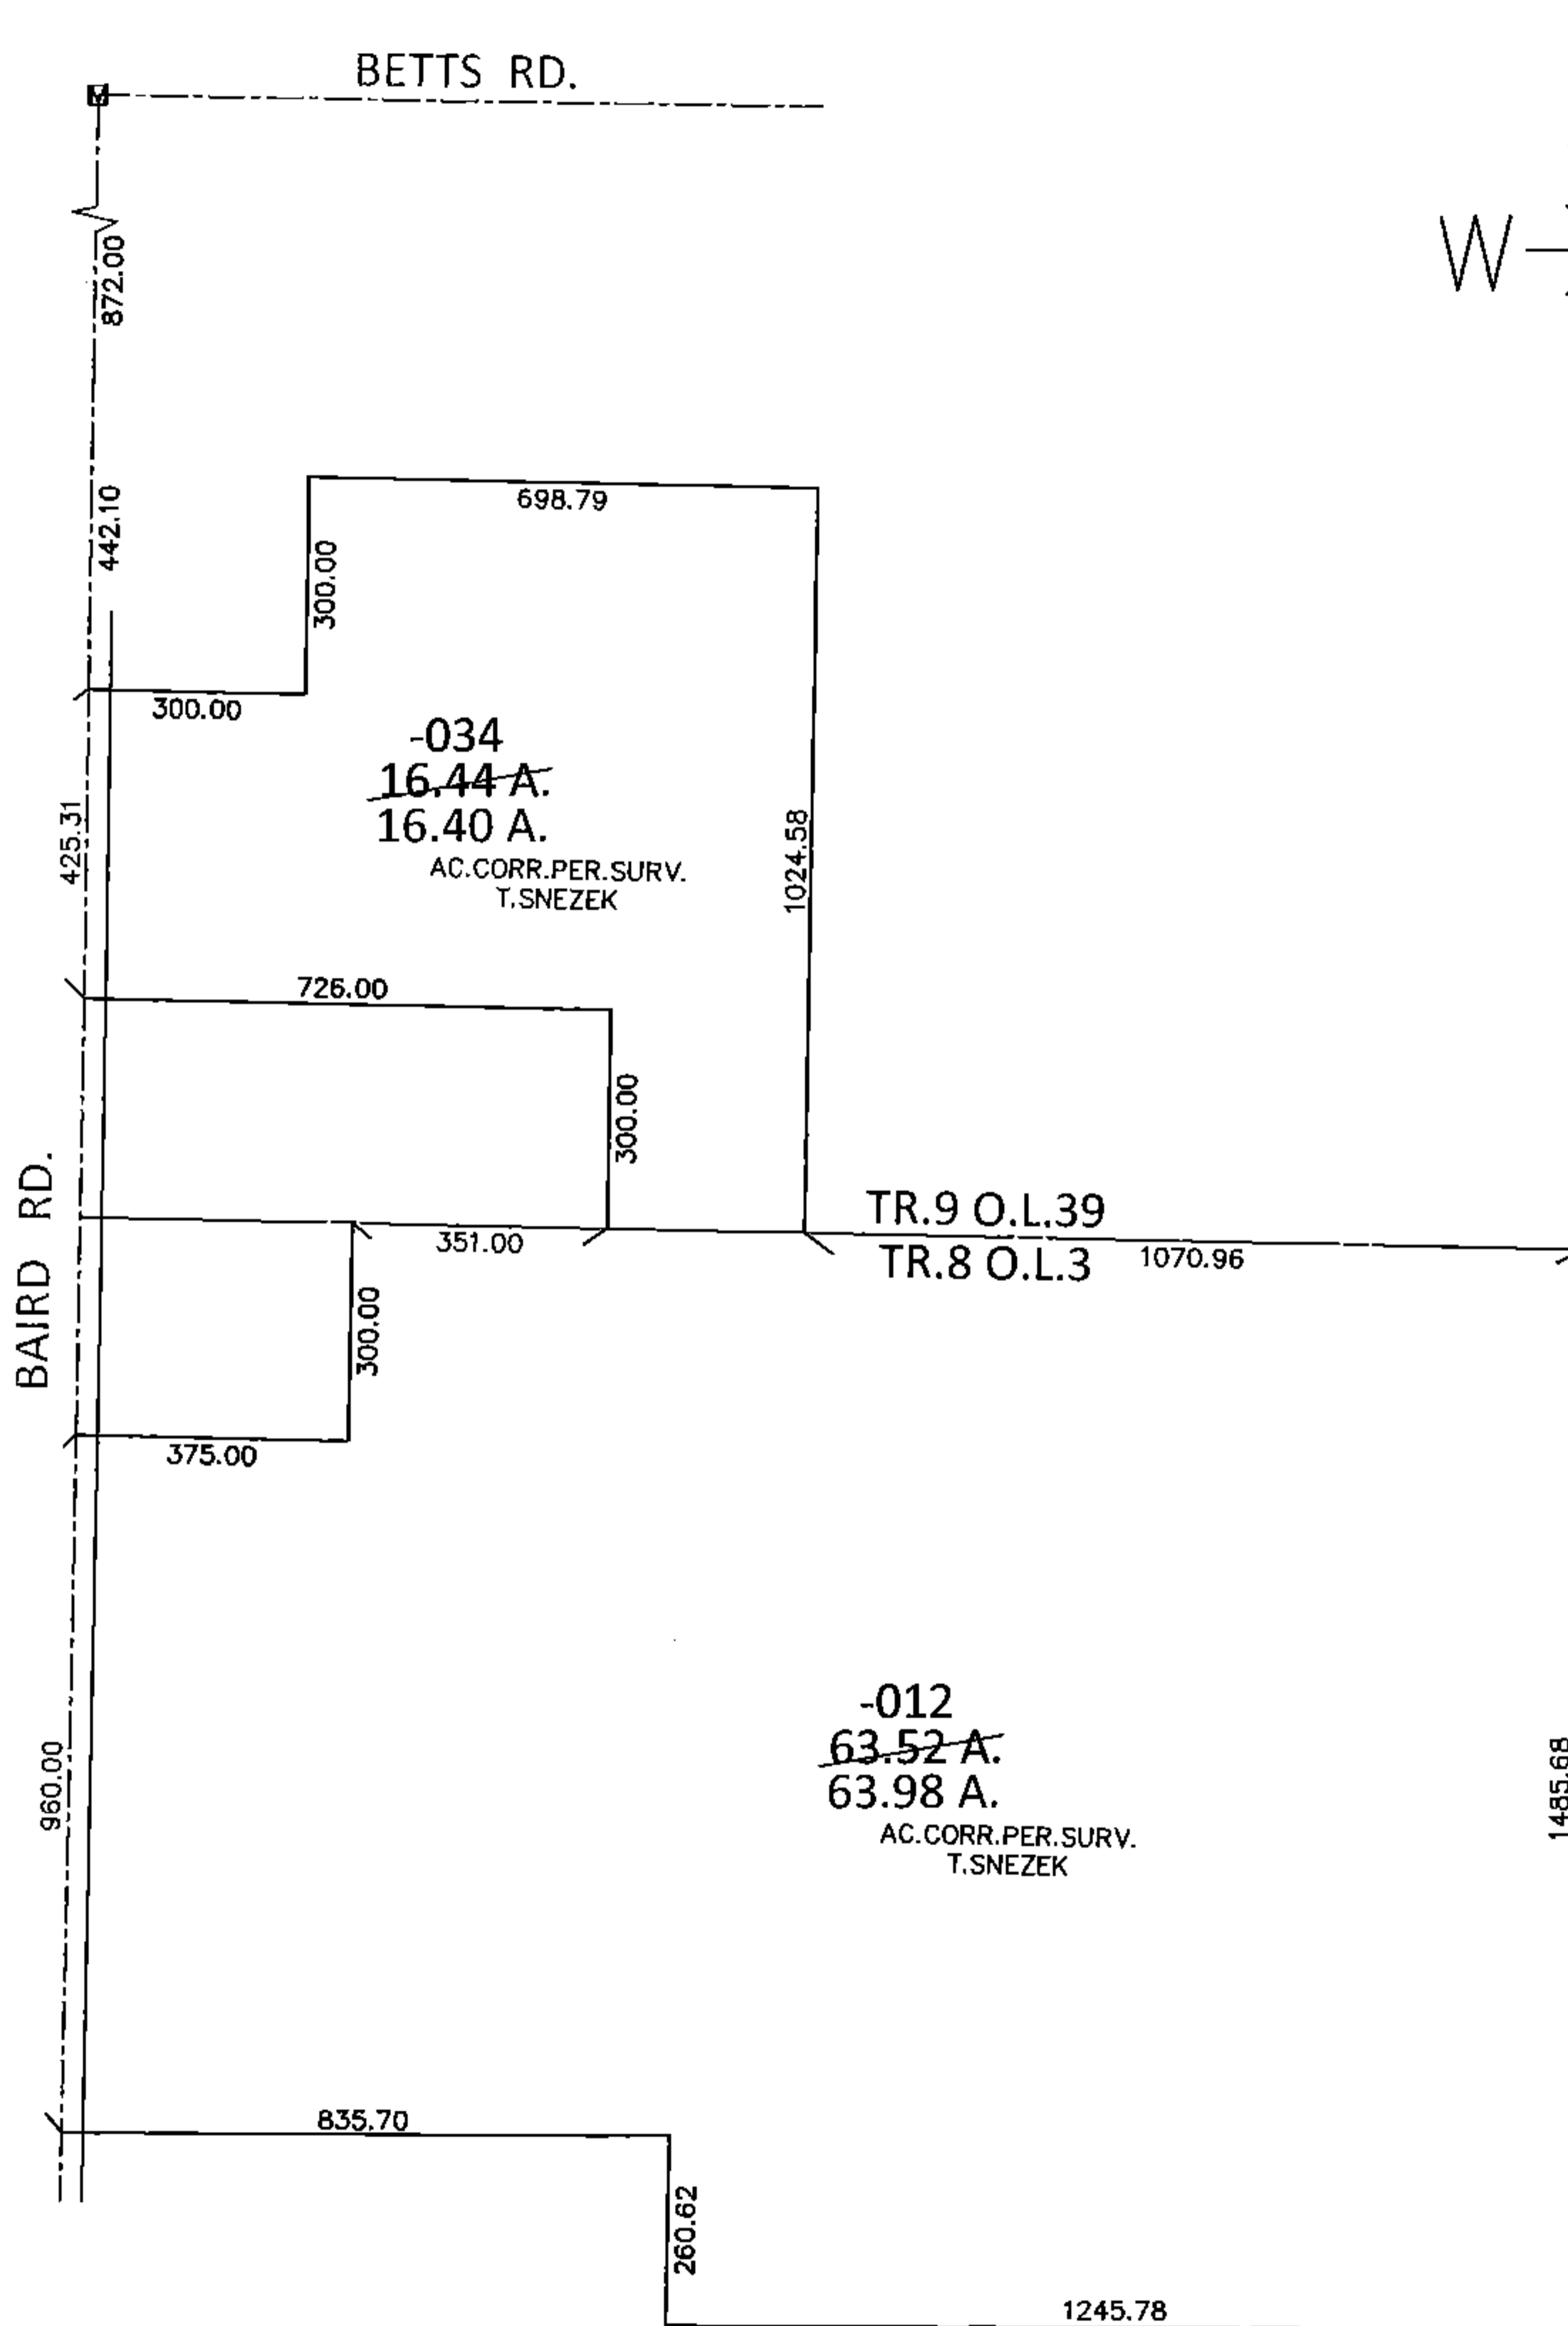 BETTS RD.
W
872.00
442.10
698.79
300.00
300.00
-034
16.44 A.
16.40 A.
AC.CORR.PER.SURV.
T.SNEZEK
425.31
1024.58
726.00
300.00
BAIRD RD.
TR.9 O.L.39
351.00
TR.8 O.L.3
1070.96
300.00
375.00
-012
63.52 A.
63.98 A.
AC.CORR.PER.SURV.
T.SNEZEK
960.00
1485.68
835.70
260.62
1245.78